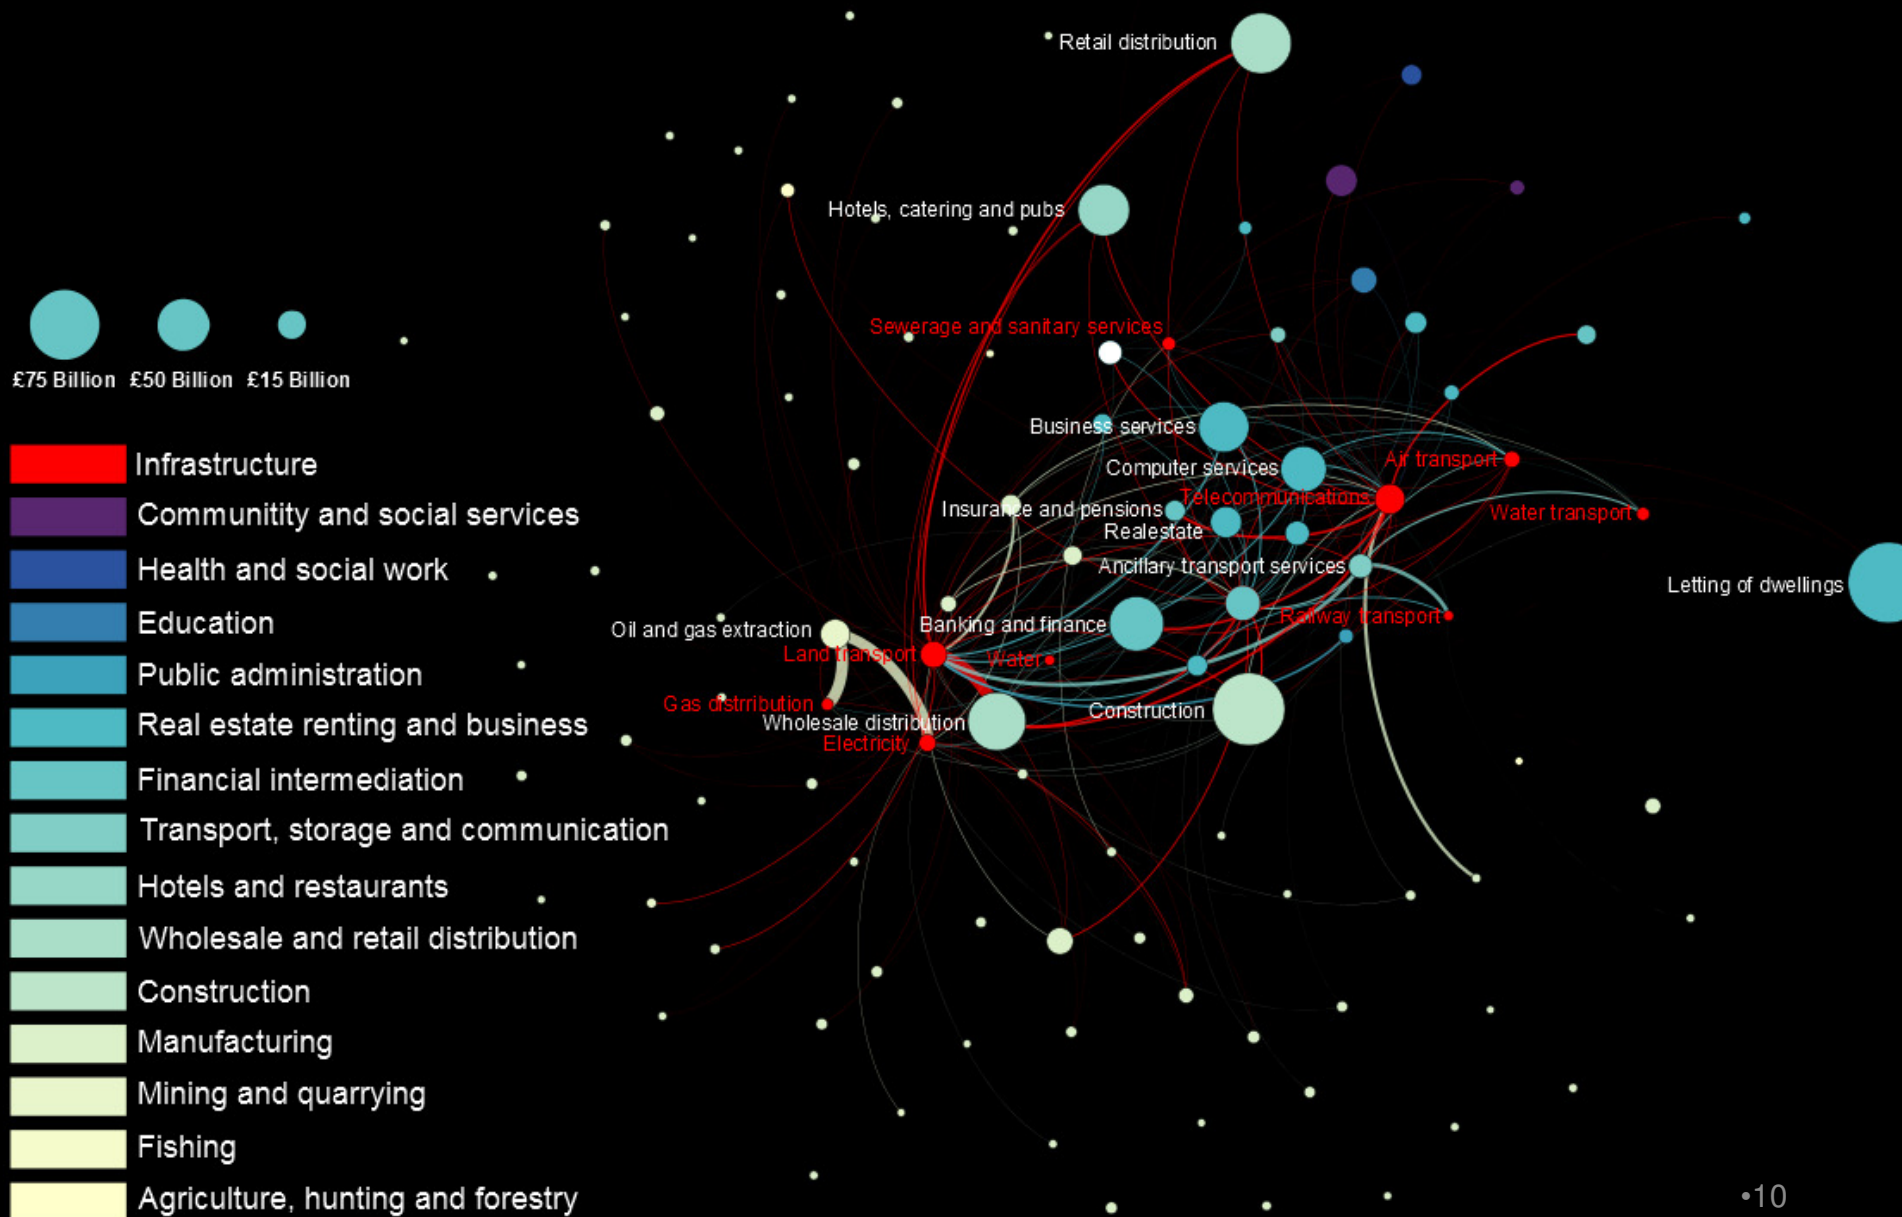 Retail distribution
Hotels, catering and pubs
Sewerage and sanitary services
£75 Billion £50 Billion £15 Billion
Business services
Computer services
Air transport
Telecommunications
Insurance and pensions
Water transport
Realestate
Ancillary transport services
Letting of dwellings
Railway transport
Banking and finance
Oil and gas extraction
Land transport
Water
Gas distrribution
Wholesale distribution
Construction
Electricity
Infrastructure
Communitity and social services
Health and social work
Education
Public administration
Real estate renting and business
Financial intermediation
Transport, storage and communication
Hotels and restaurants
Wholesale and retail distribution
Construction
Manufacturing
Mining and quarrying
Fishing
Agriculture, hunting and forestry
•10